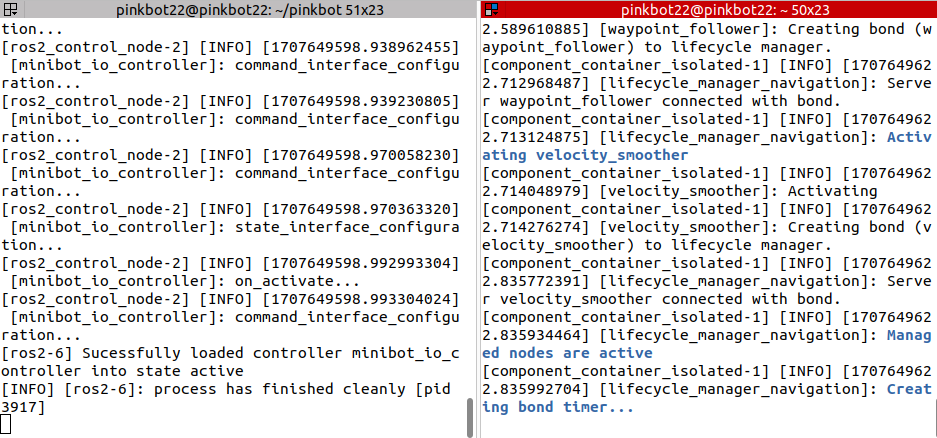 pinkbot22@pinkbot22: ~/pinkbot 51x23
tion...
[ros2_control_node-2] [INFO] [1707649598.938962455]
 [minibot_io_controller]: command_interface_configu
ration...
[ros2_control_node-2] [INFO] [1707649598.939230805]
 [minibot_io_controller]: command_interface_configu
ration...
[ros2_control_node-2] [INFO] [1707649598.970058230]
 [minibot_io_controller]: command_interface_configu
ration...
[ros2_control_node-2] [INFO] [1707649598.970363320]
 [minibot_io_controller]: state_interface_configura
tion...
[ros2_control_node-2] [INFO] [1707649598.992993304]
 [minibot_io_controller]: on_activate...
[ros2_control_node-2] [INFO] [1707649598.993304024]
 [minibot_io_controller]: command_interface_configu
ration...
[ros2-6] Sucessfully loaded controller minibot_io_c
ontroller into state active
[INFO] [ros2-6]: process has finished cleanly [pid
3917]
pinkbot22@pinkbot22: ~ 50x23
2.589610885] [waypoint_follower]: Creating bond (w
aypoint_follower) to lifecycle manager.
[component_container_isolated-1] [INFO] [170764962
2.712968487] [lifecycle_manager_navigation]: Serve
r waypoint_follower connected with bond.
[component_container_isolated-1] [INFO] [170764962
2.713124875] [lifecycle_manager_navigation]: Activ
ating velocity_smoother
[component_container_isolated-1] [INFO] [170764962
2.714048979] [velocity_smoother]: Activating
[component_container_isolated-1] [INFO] [170764962
2.714276274] [velocity_smoother]: Creating bond (v
elocity_smoother) to lifecycle manager.
[component_container_isolated-1] [INFO] [170764962
2.835772391] [lifecycle_manager_navigation]: Serve
r velocity_smoother connected with bond.
[component_container_isolated-1] [INFO] [170764962
2.835934464] [lifecycle_manager_navigation]: Manag
ed nodes are active
[component_container_isolated-1] [INFO] [170764962
2.835992704] [lifecycle_manager_navigation]: Creat
ing bond timer...